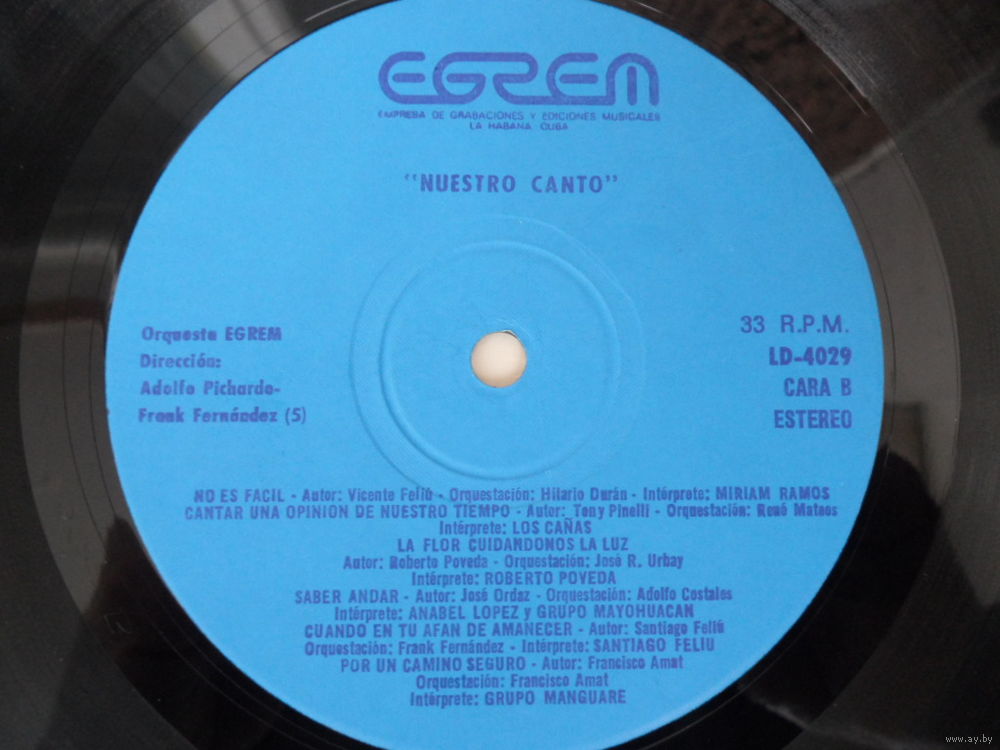 EGREM
EMPRESA DE GRABACIONES Y EDICIONES MUSICALES
LA HABANA CUBA
“NUESTRO CANTO”
Orquesta EGREM
Dirección:
Adolfo Pichardo-
Frank Fernández (5)
33 R.P.M.
LD-4029
CARA B
ESTEREO
NO ES FACIL - Autor: Vicente Feliú - Orquestación: Hilario Durán - Intérprete: MIRIAM RAMOS
CANTAR UNA OPINION DE NUESTRO TIEMPO - Autor: Tony Pinelli - Orquestación: René Mateos
Intérprete: LOS CAÑAS
LA FLOR CUIDANDONOS LA LUZ
Autor: Roberto Poveda - Orquestación: José R. Urbay
Intérprete: ROBERTO POVEDA
SABER ANDAR - Autor: José Ordaz - Orquestación: Adolfo Costales
Intérprete: ANABEL LOPEZ y GRUPO MAYOHUACAN
CUANDO EN TU AFAN DE AMANECER - Autor: Santiago Feliú
Orquestación: Frank Fernández - Intérprete: SANTIAGO FELIU
POR UN CAMINO SEGURO - Autor: Francisco Amat
Orquestación: Francisco Amat
Intérprete: GRUPO MANGUARE
www.ay.by